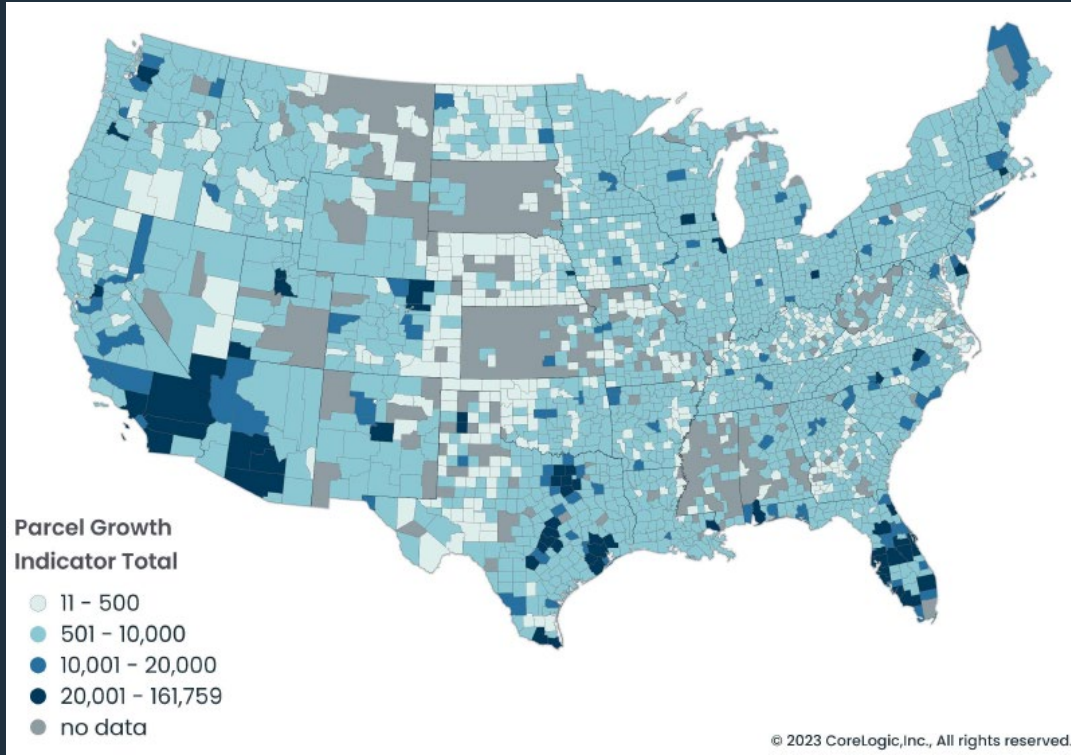 Parcel Growth
Indicator Total
11 - 500
501 - 10,000
10,001 - 20,000
20,001 - 161,759
no data
© 2023 CoreLogic,Inc., All rights reserved.